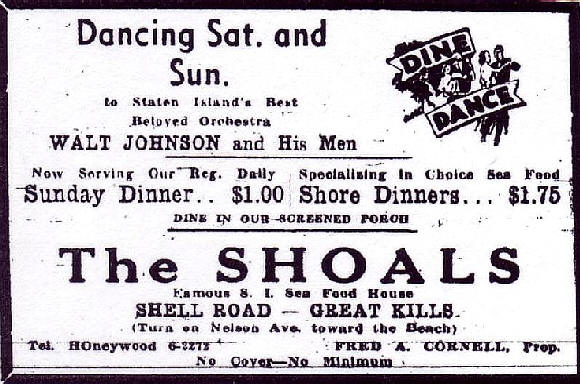 Dancing Sat. and
Sun.
to Staten Island's Best
Beloved Orchestra
WALT JOHNSON and His Men
DINE
and
DANCE
Now Serving Our Reg. Daily
Sunday Dinner.. $1.00
Specializing in Choice Sea Food
Shore Dinners... $1.75
DINE IN OUR SCREENED PORCH
The SHOALS
Famous S. I. Sea Food House
SHELL ROAD — GREAT KILLS
(Turn on Nelson Ave. toward the Beach)
Tel. HOneywood
FRED A. CORNELL, Prop.
No Cover—No Minimum